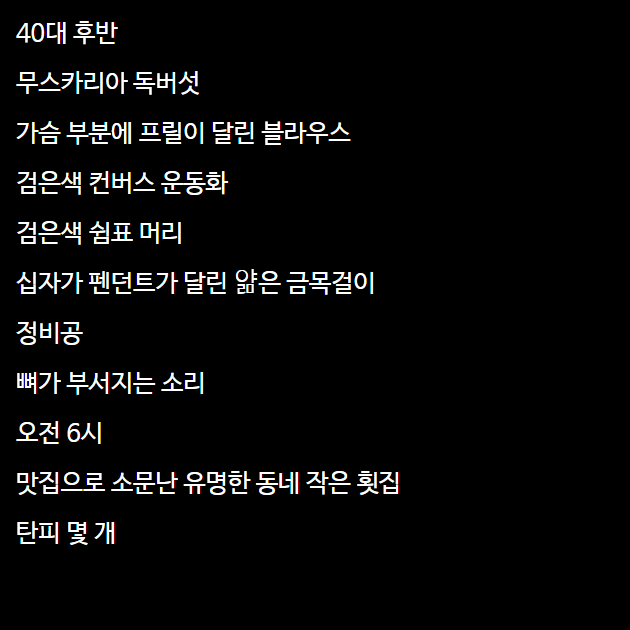 40대 후반
무스카리아 독버섯
가슴 부분에 프릴이 달린 블라우스
검은색 컨버스 운동화
검은색 쉼표 머리
십자가 펜던트가 달린 얇은 금목걸이
정비공
뼈가 부서지는 소리
오전 6시
맛집으로 소문난 유명한 동네 작은 횟집
탄피 몇 개